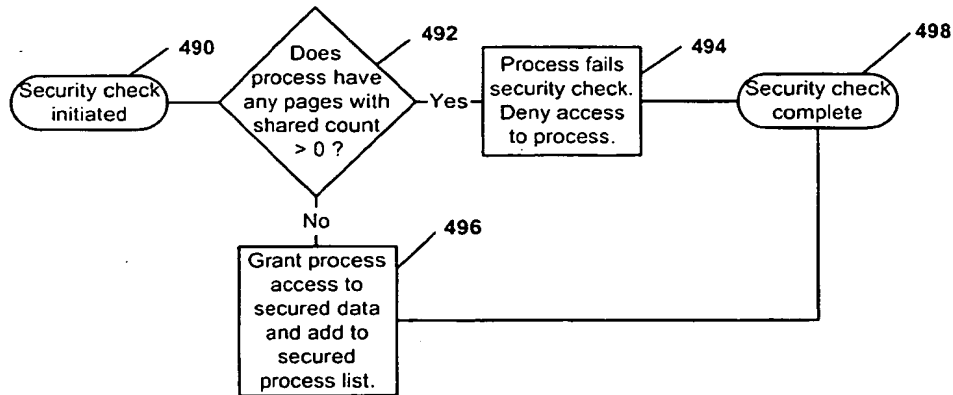 490
Security check
initiated
492
Does
process have
any pages with
shared count
> 0 ?
Yes
494
Process fails
security check.
Deny access
to process.
498
Security check
complete
No
496
Grant process
access to
secured data
and add to
secured
process list.